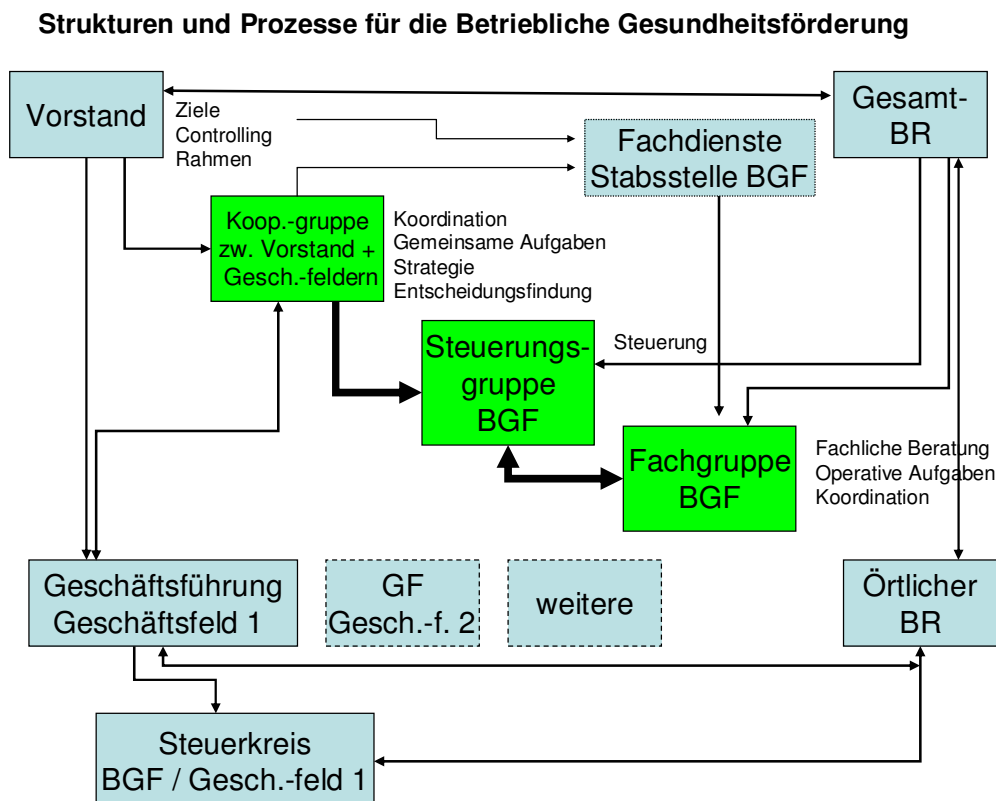 Strukturen und Prozesse für die Betriebliche Gesundheitsförderung
Vorstand
Ziele
Controlling
Rahmen
Gesamt-
BR
Fachdienste
Stabsstelle BGF
Koop.-gruppe
zw. Vorstand +
Gesch.-feldern
Koordination
Gemeinsame Aufgaben
Strategie
Entscheidungsfindung
Steuerungs-
gruppe
BGF
Steuerung
Fachgruppe
BGF
Fachliche Beratung
Operative Aufgaben
Koordination
Geschäftsführung
Geschäftsfeld 1
GF
Gesch.-f. 2
weitere
Örtlicher
BR
Steuerkreis
BGF / Gesch.-feld 1